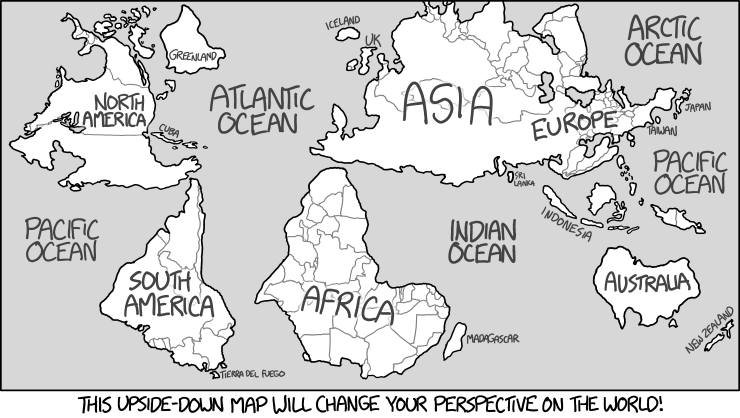 ICELAND
ARCTIC
OCEAN
UK
GREENLAND
NORTH
AMERICA
ATLANTIC
OCEAN
ASIA
EUROPE
JAPAN
TAIWAN
CUBA
SRI
LANKA
PACIFIC
OCEAN
PACIFIC
OCEAN
INDIAN
OCEAN
INDONESIA
SOUTH
AMERICA
AFRICA
AUSTRALIA
MADAGASCAR
NEW ZEALAND
TIERRA DEL FUEGO
THIS UPSIDE-DOWN MAP WILL CHANGE YOUR PERSPECTIVE ON THE WORLD!